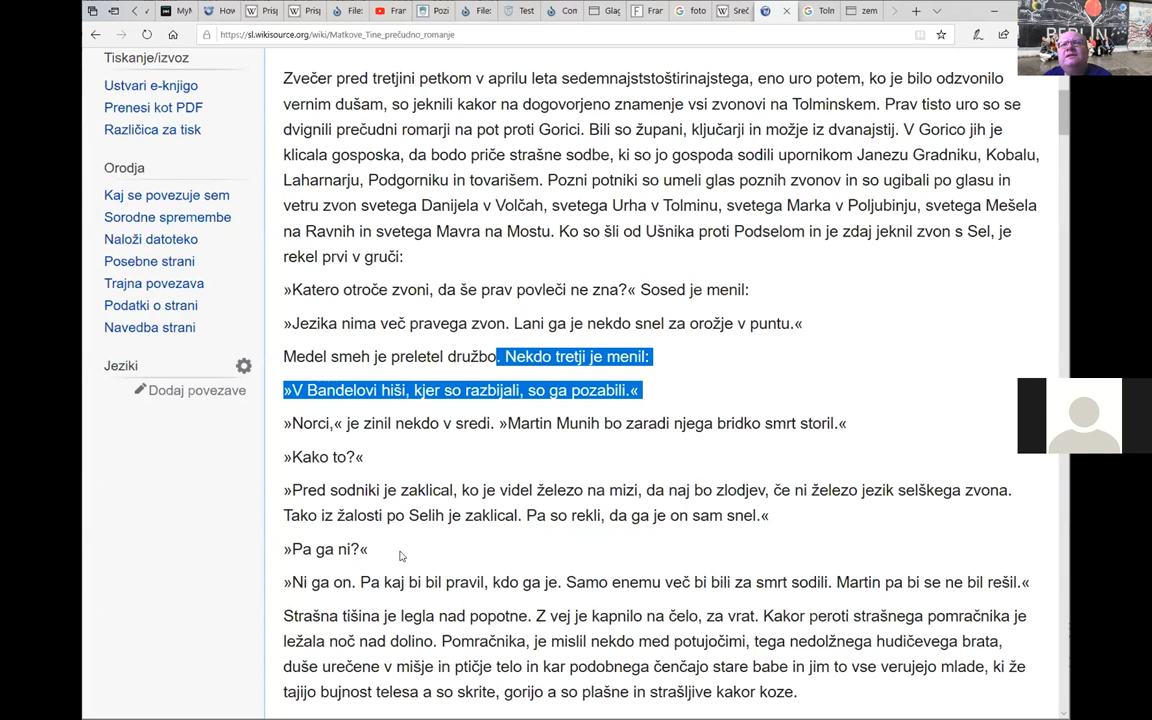 MyH
How
Prisp
Prisp
File:
Frar
Pozi
File:
Test
Con
Glag
Frar
foto
Sreč
Tolm
zem
https://sl.wikisource.org/wiki/Matkove_Tine_prečudno_romanje
BERLIN
Tiskanje/izvoz
Ustvari e-knjigo
Prenesi kot PDF
Različica za tisk
Orodja
Kaj se povezuje sem
Sorodne spremembe
Naloži datoteko
Posebne strani
Trajna povezava
Podatki o strani
Navedba strani
Jeziki
Dodaj povezave
Zvečer pred tretjini petkom v aprilu leta sedemnajststoštirinajstega, eno uro potem, ko je bilo odzvonilo
vernim dušam, so jeknili kakor na dogovorjeno znamenje vsi zvonovi na Tolminskem. Prav tisto uro so se
dvignili prečudni romarji na pot proti Gorici. Bili so župani, ključarji in možje iz dvanajstij. V Gorico jih je
klicala gosposka, da bodo priče strašne sodbe, ki so jo gospoda sodili upornikom Janezu Gradniku, Kobalu,
Laharnarju, Podgorniku in tovarišem. Pozni potniki so umeli glas poznih zvonov in so ugibali po glasu in
vetru zvon svetega Danijela v Volčah, svetega Urha v Tolminu, svetega Marka v Poljubinju, svetega Mešela
na Ravnih in svetega Mavra na Mostu. Ko so šli od Ušnika proti Podselom in je zdaj jeknil zvon s Sel, je
rekel prvi v gruči:
»Katero otroče zvoni, da še prav povleči ne zna?« Sosed je menil:
»Jezika nima več pravega zvon. Lani ga je nekdo snel za orožje v puntu.«
Medel smeh je preletel družbo. Nekdo tretji je menil:
»V Bandelovi hiši, kjer so razbijali, so ga pozabili.«
»Norci,« je zinil nekdo v sredi. »Martin Munih bo zaradi njega bridko smrt storil.«
»Kako to?«
»Pred sodniki je zaklical, ko je videl železo na mizi, da naj bo zlodjev, če ni železo jezik selškega zvona.
Tako iz žalosti po Selih je zaklical. Pa so rekli, da ga je on sam snel.«
»Pa ga ni?«
»Ni ga on. Pa kaj bi bil pravil, kdo ga je. Samo enemu več bi bili za smrt sodili. Martin pa bi se ne bil rešil.«
Strašna tišina je legla nad popotne. Z vej je kapnilo na čelo, za vrat. Kakor peroti strašnega pomračnika je
ležala noč nad dolino. Pomračnika, je mislil nekdo med potujočimi, tega nedolžnega hudičevega brata,
duše urečene v mišje in ptičje telo in kar podobnega čenčajo stare babe in jim to vse verujejo mlade, ki že
tajijo bujnost telesa a so skrite, gorijo a so plašne in strašljive kakor koze.